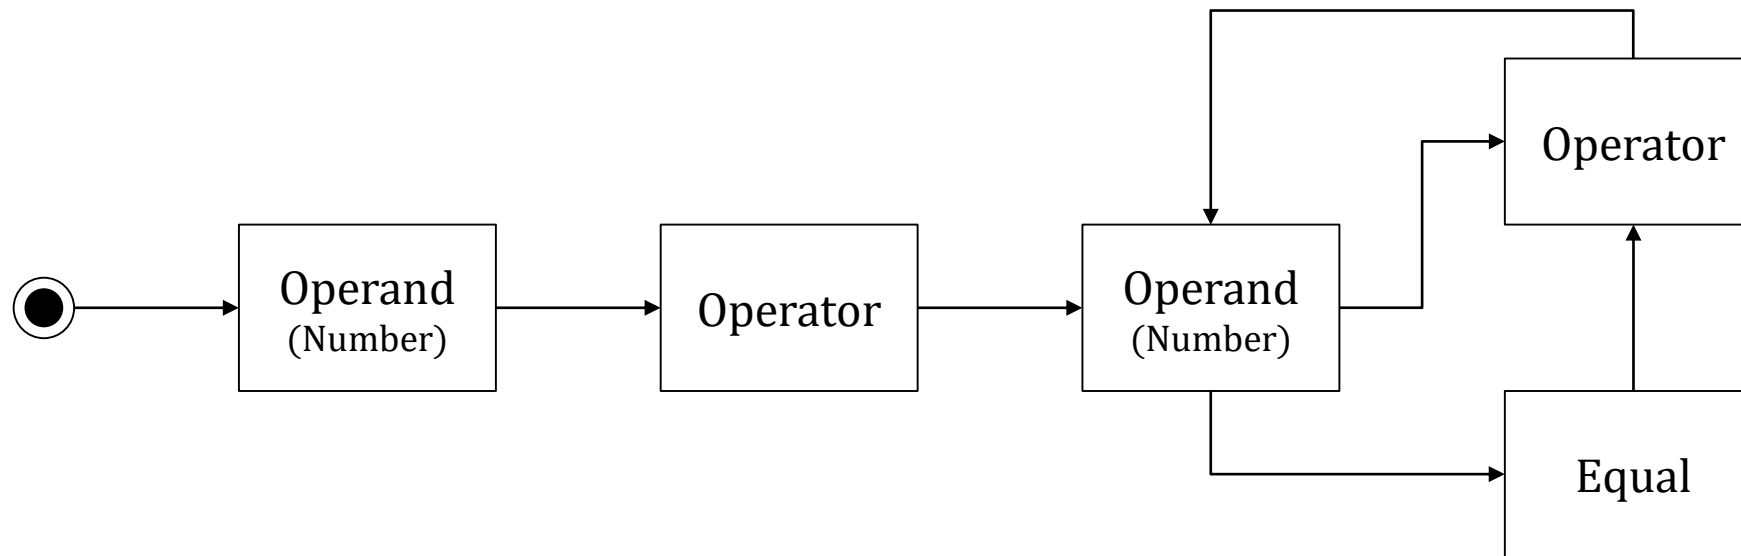 Operator
Operand
(Number)
Operator
Operand
(Number)
Equal